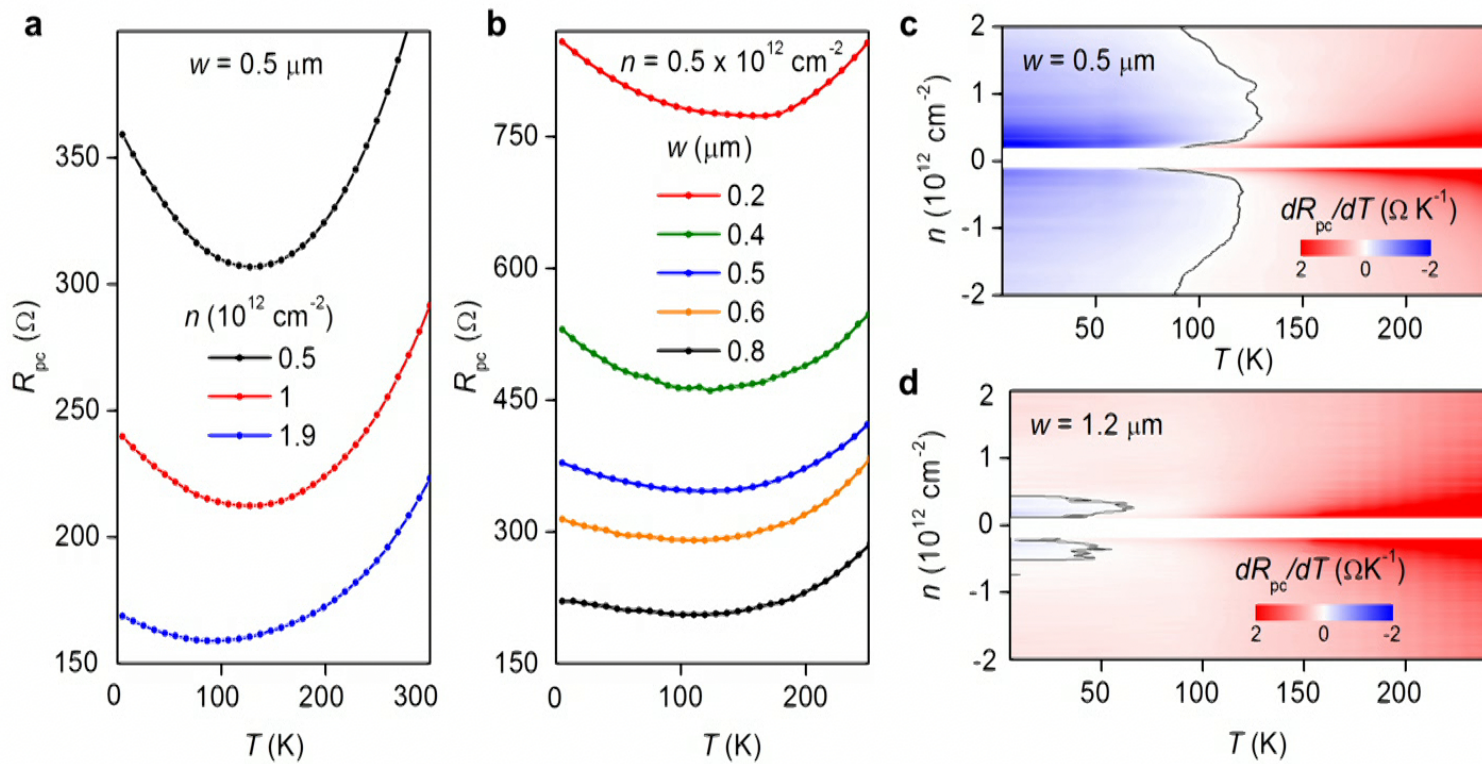 a
w = 0.5 μm
350
300
250
200
150
R_pc (Ω)
n (10^12 cm^-2)
0.5
1
1.9
0
100
200
300
T (K)
b
n = 0.5 x 10^12 cm^-2
750
600
450
300
150
R_pc (Ω)
w (μm)
0.2
0.4
0.5
0.6
0.8
0
100
200
T (K)
c
w = 0.5 μm
2
1
0
-1
-2
n (10^12 cm^-2)
dR_pc/dT (Ω K^-1)
2 0 -2
50 100 150 200
T (K)
d
w = 1.2 μm
2
1
0
-1
-2
n (10^12 cm^-2)
dR_pc/dT (ΩK^-1)
2 0 -2
50 100 150 200
T (K)